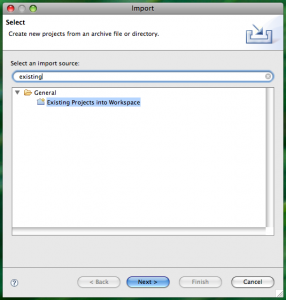 Import
Select
Create new projects from an archive file or directory.
Select an import source:
existing
General
Existing Projects into Workspace
?
< Back
Next >
Finish
Cancel